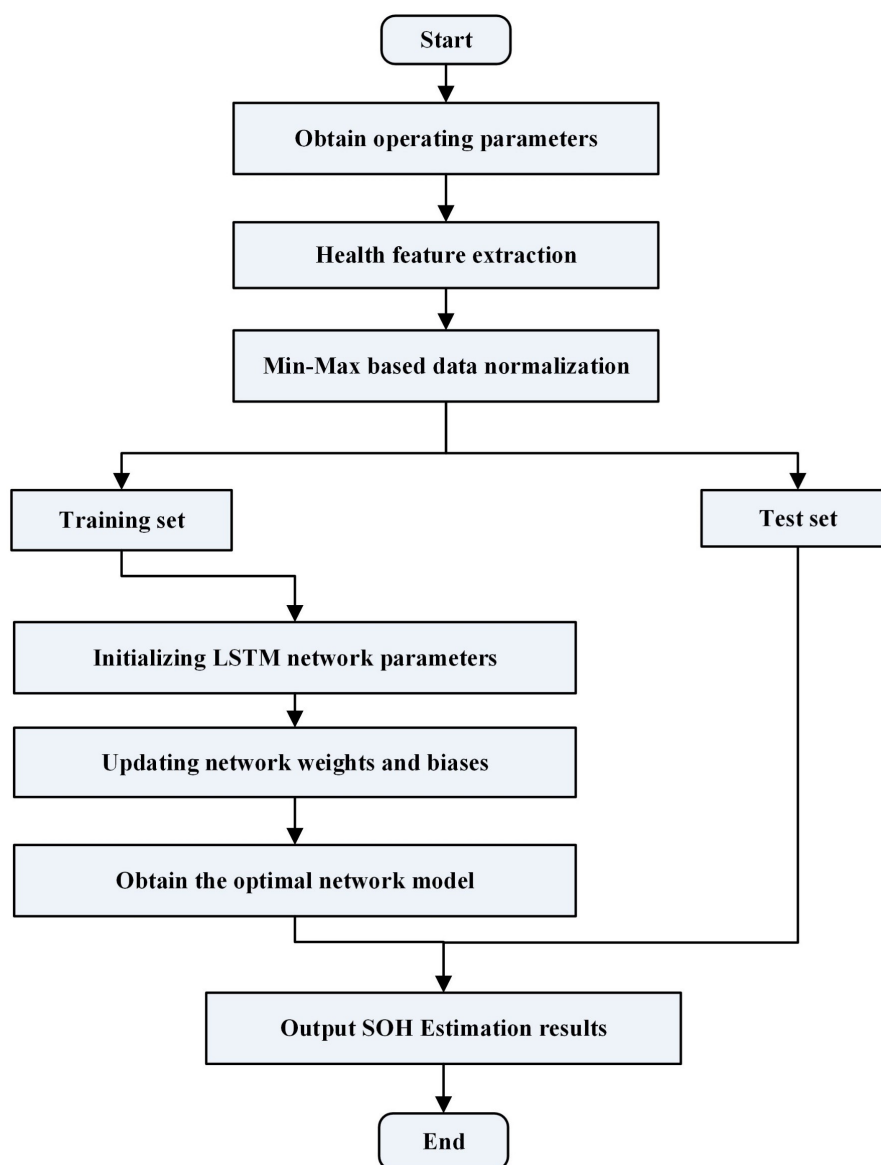 Start
Obtain operating parameters
Health feature extraction
Min-Max based data normalization
Training set
Test set
Initializing LSTM network parameters
Updating network weights and biases
Obtain the optimal network model
Output SOH Estimation results
End